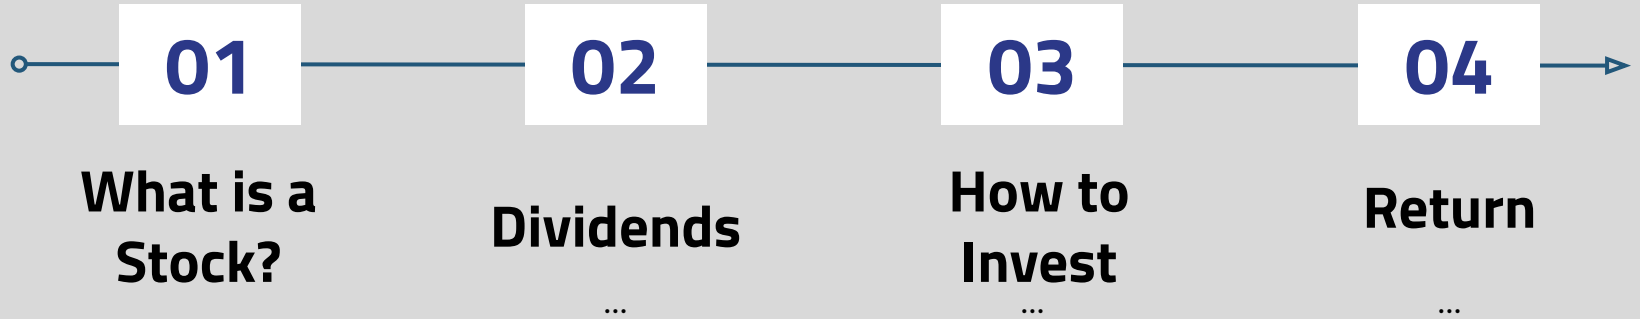 01
What is a
Stock?
02
Dividends
...
03
How to
Invest
...
04
Return
...